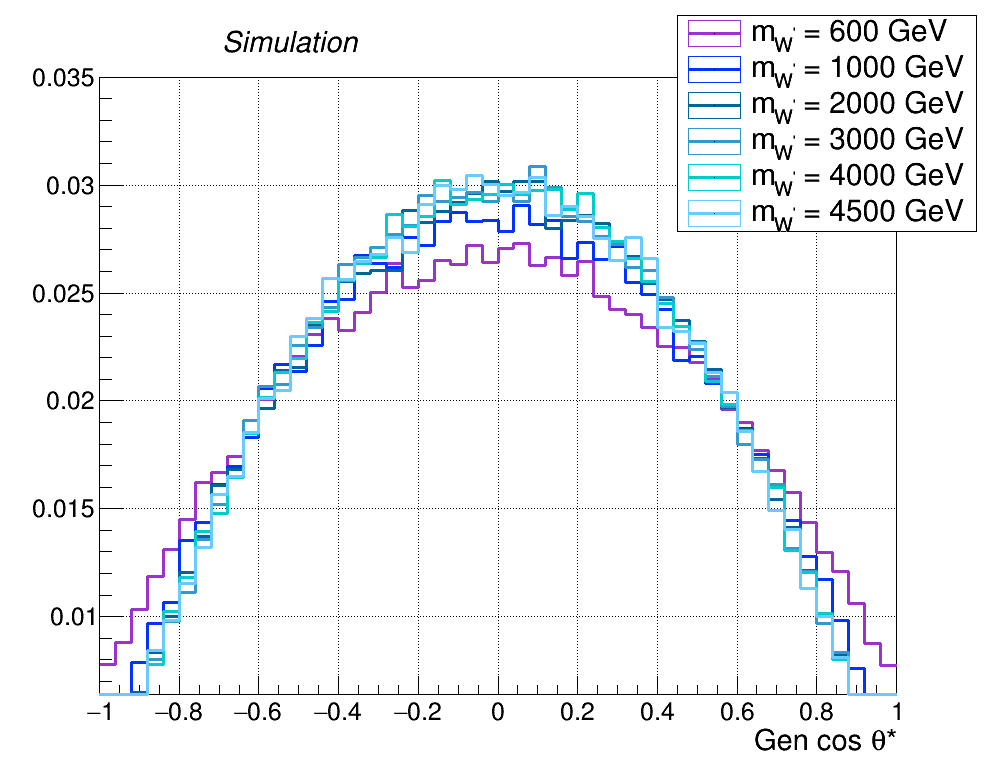 Simulation
m_W' = 600 GeV
m_W' = 1000 GeV
m_W' = 2000 GeV
m_W' = 3000 GeV
m_W' = 4000 GeV
m_W' = 4500 GeV
0.035
0.03
0.025
0.02
0.015
0.01
−1 −0.8 −0.6 −0.4 −0.2 0 0.2 0.4 0.6 0.8 1
Gen cos θ*